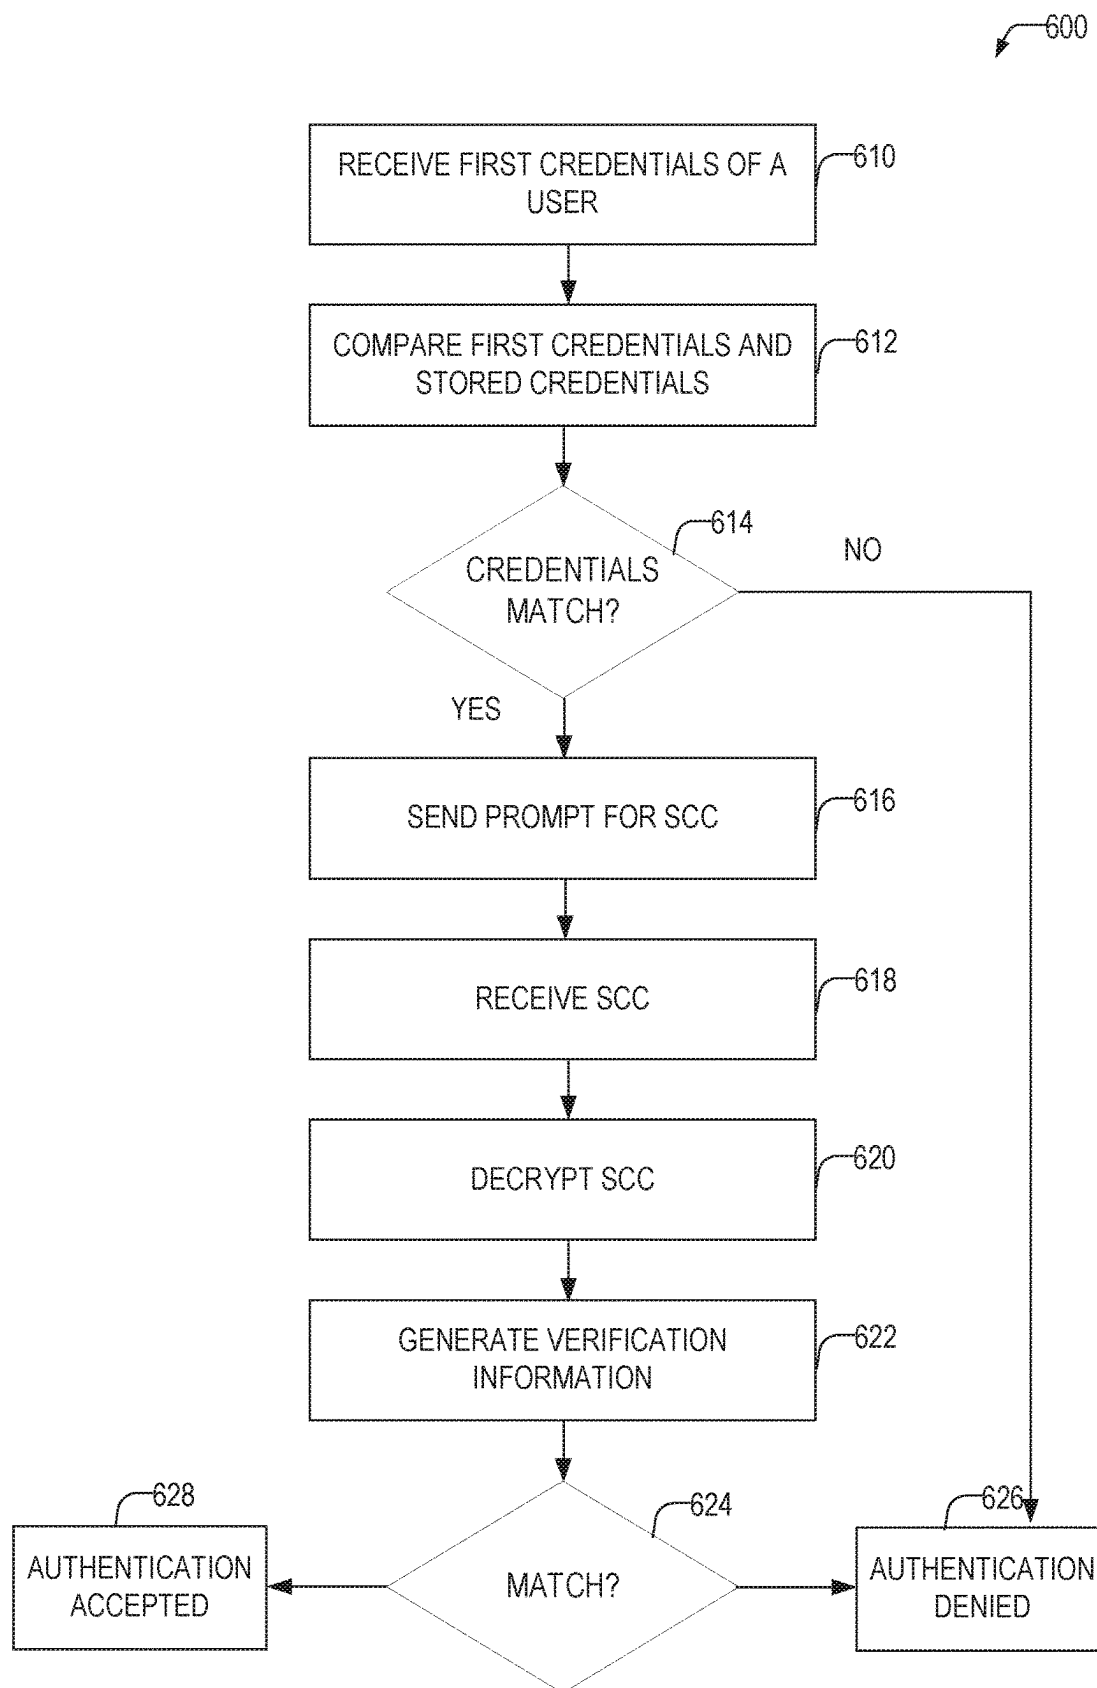 600
RECEIVE FIRST CREDENTIALS OF A
USER
610
COMPARE FIRST CREDENTIALS AND
STORED CREDENTIALS
612
614
CREDENTIALS
MATCH?
NO
YES
SEND PROMPT FOR SCC
616
RECEIVE SCC
618
DECRYPT SCC
620
GENERATE VERIFICATION
INFORMATION
622
628
624
626
AUTHENTICATION
ACCEPTED
MATCH?
AUTHENTICATION
DENIED